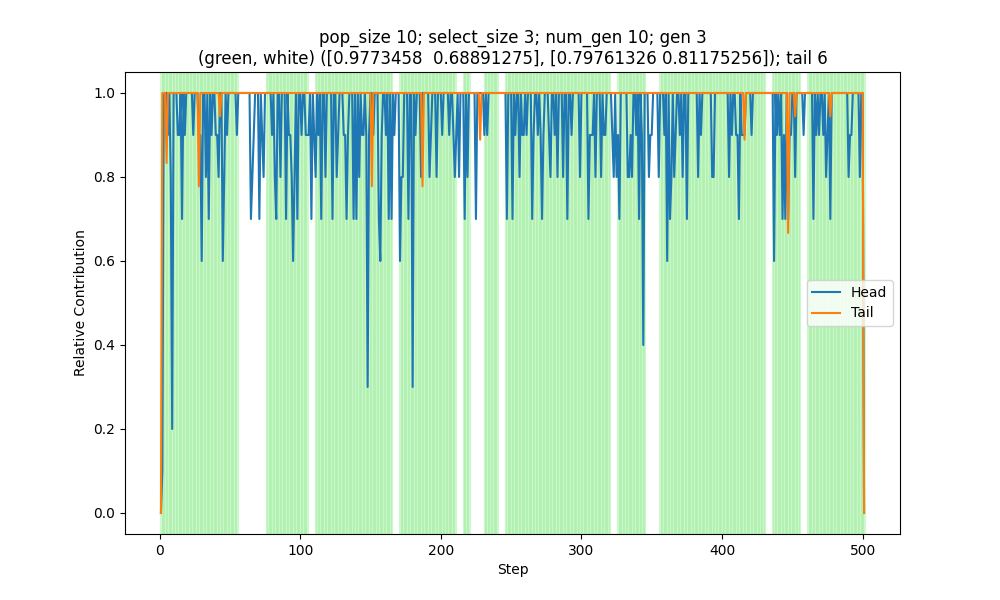 pop_size 10; select_size 3; num_gen 10; gen 3
(green, white) ([0.9773458  0.68891275], [0.79761326 0.81175256]); tail 6
1.0
0.8
0.6
0.4
0.2
0.0
Relative Contribution
Head
Tail
0
100
200
300
400
500
Step